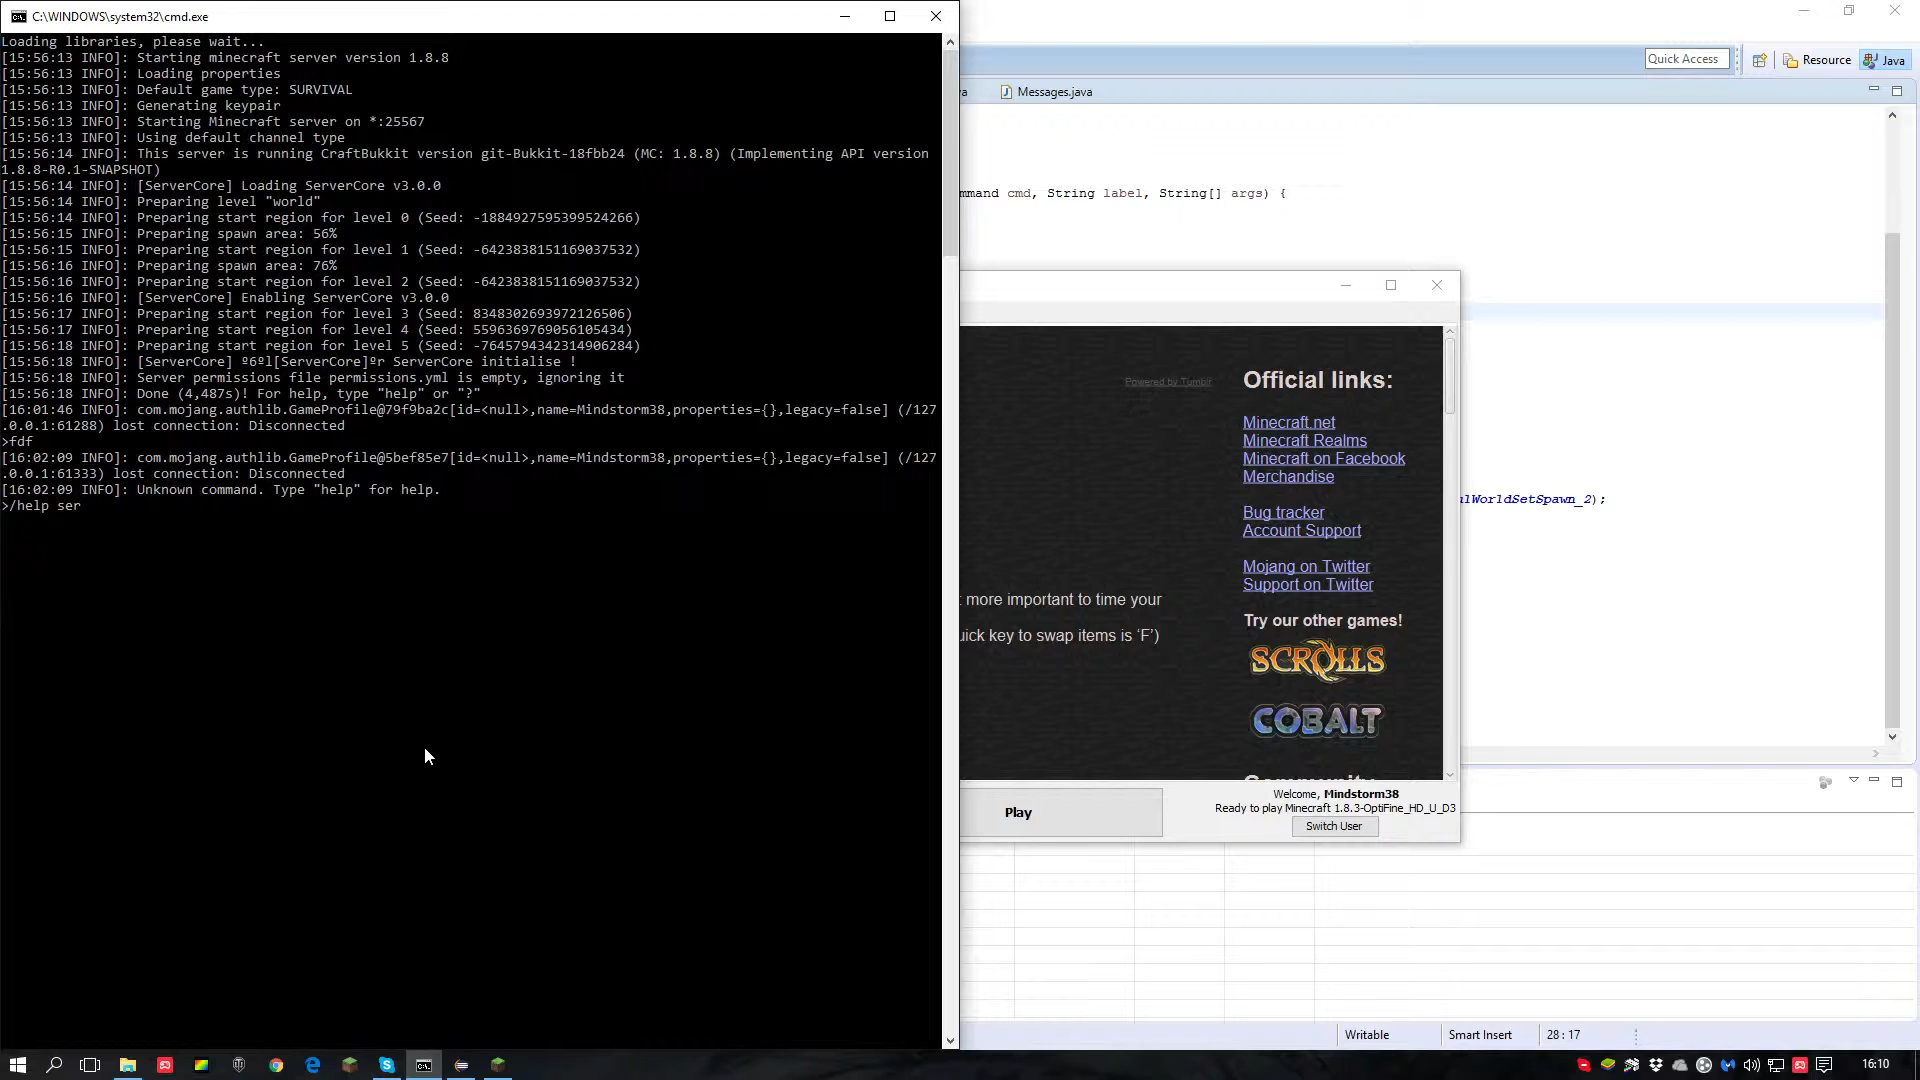 C:\WINDOWS\system32\cmd.exe
Loading libraries, please wait...
[15:56:13 INFO]: Starting minecraft server version 1.8.8
[15:56:13 INFO]: Loading properties
[15:56:13 INFO]: Default game type: SURVIVAL
[15:56:13 INFO]: Generating keypair
[15:56:13 INFO]: Starting Minecraft server on *:25567
[15:56:13 INFO]: Using default channel type
[15:56:14 INFO]: This server is running CraftBukkit version git-Bukkit-18fbb24 (MC: 1.8.8) (Implementing API version
1.8.8-R0.1-SNAPSHOT)
[15:56:14 INFO]: [ServerCore] Loading ServerCore v3.0.0
[15:56:14 INFO]: Preparing level "world"
[15:56:14 INFO]: Preparing start region for level 0 (Seed: -1884927595399524266)
[15:56:15 INFO]: Preparing spawn area: 56%
[15:56:15 INFO]: Preparing start region for level 1 (Seed: -6423838151169037532)
[15:56:16 INFO]: Preparing spawn area: 76%
[15:56:16 INFO]: Preparing start region for level 2 (Seed: -6423838151169037532)
[15:56:16 INFO]: [ServerCore] Enabling ServerCore v3.0.0
[15:56:17 INFO]: Preparing start region for level 3 (Seed: 8348302693972126506)
[15:56:17 INFO]: Preparing start region for level 4 (Seed: 5596369769056105434)
[15:56:18 INFO]: Preparing start region for level 5 (Seed: -7645794342314906284)
[15:56:18 INFO]: [ServerCore] º6ºl[ServerCore]ºr ServerCore initialise !
[15:56:18 INFO]: Server permissions file permissions.yml is empty, ignoring it
[15:56:18 INFO]: Done (4,487s)! For help, type "help" or "?"
[16:01:46 INFO]: com.mojang.authlib.GameProfile@79f9ba2c[id=<null>,name=Mindstorm38,properties={},legacy=false] (/127
.0.0.1:61288) lost connection: Disconnected
>fdf
[16:02:09 INFO]: com.mojang.authlib.GameProfile@5bef85e7[id=<null>,name=Mindstorm38,properties={},legacy=false] (/127
.0.0.1:61333) lost connection: Disconnected
[16:02:09 INFO]: Unknown command. Type "help" for help.
>/help ser
Quick Access
Resource
Java
va
Messages.java
mmand cmd, String label, String[] args) {
ulWorldSetSpawn_2);
Powered by Tumblr
Official links:
Minecraft.net
Minecraft Realms
Minecraft on Facebook
Merchandise
Bug tracker
Account Support
Mojang on Twitter
Support on Twitter
more important to time your
uick key to swap items is ‘F’)
Try our other games!
SCROLLS
COBALT
Play
Welcome, Mindstorm38
Ready to play Minecraft 1.8.3-OptiFine_HD_U_D3
Switch User
Writable
Smart Insert
28 : 17
16:10